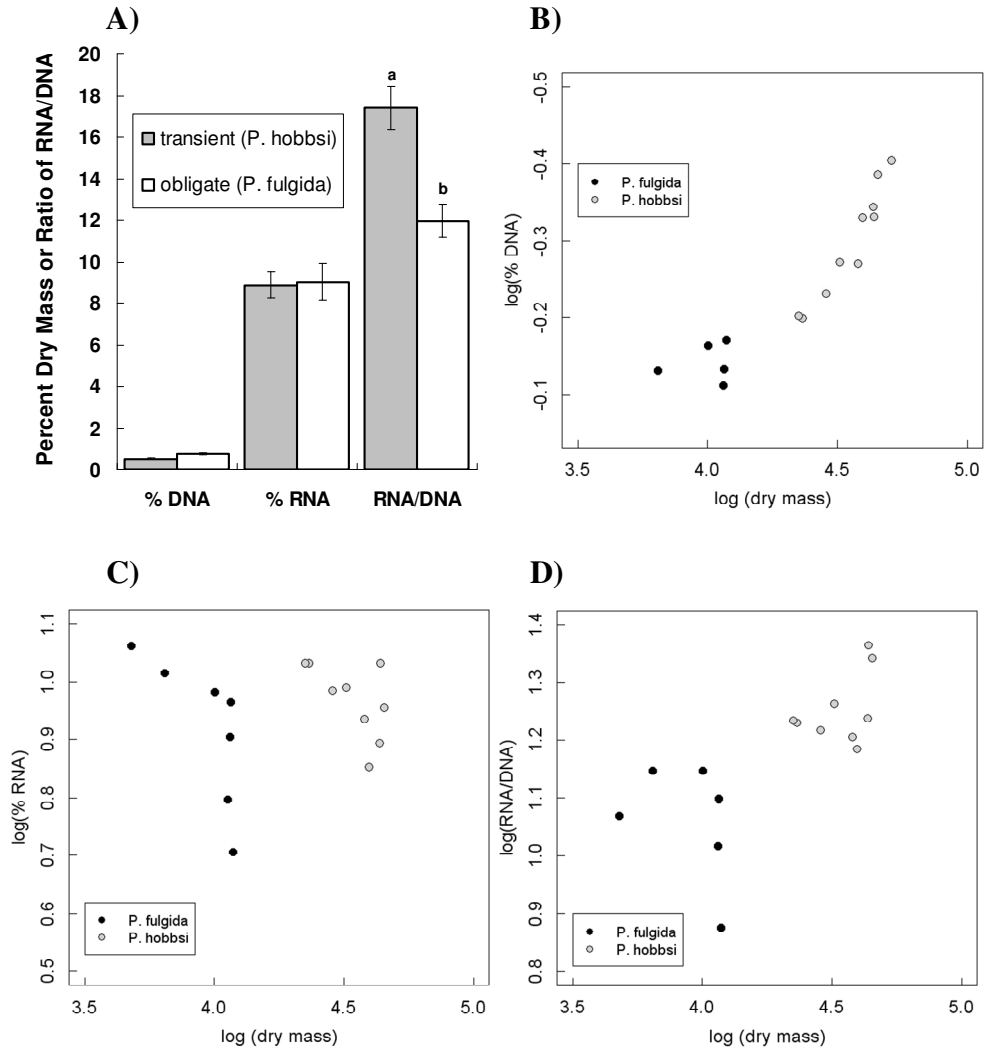 A)
Percent Dry Mass or Ratio of RNA/DNA
20
18
16
14
12
10
8
6
4
2
0
transient (P. hobbsi)
obligate (P. fulgida)
a
b
% DNA
% RNA
RNA/DNA
B)
log(% DNA)
-0.5
-0.4
-0.3
-0.2
-0.1
P. fulgida
P. hobbsi
3.5
4.0
4.5
5.0
log (dry mass)
C)
log(% RNA)
1.1
1.0
0.9
0.8
0.7
0.6
0.5
P. fulgida
P. hobbsi
3.5
4.0
4.5
5.0
log (dry mass)
D)
log(RNA/DNA)
1.4
1.3
1.2
1.1
1.0
0.9
0.8
P. fulgida
P. hobbsi
3.5
4.0
4.5
5.0
log (dry mass)